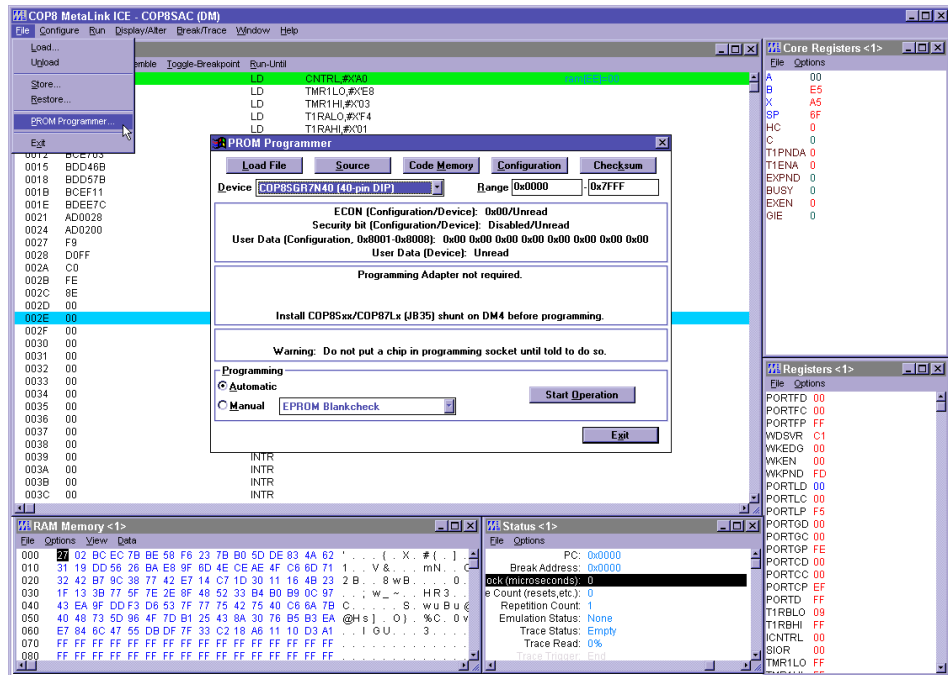 COP8 MetaLink ICE - COP8SAC (DM)
File Configure Run Display/Alter Break/Trace Window Help
Load...
Unload
Store...
Restore...
PROM Programmer...
Exit
emble Toggle-Breakpoint Run-Until
LD CNTRL,#X'A0 ram[EE]=00
LD TMR1LO,#X'E8
LD TMR1HI,#X'03
LD T1RALO,#X'F4
LD T1RAHI,#X'01
0012 BCE703
0015 BDD46B
0018 BDD57B
001B BCEF11
001E BDEE7C
0021 AD0028
0024 AD0200
0027 F9
0028 D0FF
002A C0
002B FE
002C 8E
002D 00
002E 00
002F 00
0030 00
0031 00
0032 00
0033 00
0034 00
0035 00
0036 00
0037 00
0038 00
0039 00 INTR
003A 00 INTR
003B 00 INTR
003C 00 INTR
PROM Programmer
Load File Source Code Memory Configuration Checksum
Device COP8SGR7N40 (40-pin DIP) Range 0x0000 - 0x7FFF
ECON (Configuration/Device): 0x00/Unread
Security bit (Configuration/Device): Disabled/Unread
User Data (Configuration, 0x8001-0x8008): 0x00 0x00 0x00 0x00 0x00 0x00 0x00 0x00
User Data (Device): Unread
Programming Adapter not required.
Install COP8Sxx/COP87Lx (JB35) shunt on DM4 before programming.
Warning: Do not put a chip in programming socket until told to do so.
Programming
Automatic
Manual EPROM Blankcheck
Start Operation
Exit
Core Registers <1>
File Options
A 00
B E5
X A5
SP 6F
HC 0
C 0
T1PNDA 0
T1ENA 0
EXPND 0
BUSY 0
EXEN 0
GIE 0
Registers <1>
File Options
PORTFD 00
PORTFC 00
PORTFP FF
WDSVR C1
WKEDG 00
WKEN 00
WKPND FD
PORTLD 00
PORTLC 00
PORTLP F5
PORTGD 00
PORTGC 00
PORTGP FE
PORTCD 00
PORTCC 00
PORTCP EF
PORTD FF
T1RBLO 09
T1RBHI FF
ICNTRL 00
SIOR 00
TMR1LO FF
RAM Memory <1>
File Options View Data
000 27 02 BC EC 7B BE 58 F6 23 7B B0 5D DE 83 4A 62 ' . . . { . X . # { . ] .
010 31 19 DD 56 26 BA E8 9F 6D 4E CE AE 4F C6 6D 71 1 . . V & . . . m N . . O
020 32 42 B7 9C 38 77 42 E7 14 C7 1D 30 11 16 4B 23 2 B . . 8 w B . . . . 0 .
030 1F 13 3B 77 5F 7E 2E 8F 48 52 33 B4 B0 B9 0C 97 . . ; w _ ~ . . H R 3 . . .
040 43 EA 9F DD F3 D6 53 7F 77 75 42 75 40 C6 6A 7B C . . . . . S . w u B u @
050 40 48 73 5D 96 4F 7D B1 25 43 8A 30 76 B5 B3 EA @ H s ] . O } . % C . 0 v
060 E7 84 6C 47 55 DB DF 7F 33 C2 18 A6 11 10 D3 A1 . . l G U . . . 3 . . . .
070 FF FF FF FF FF FF FF FF FF FF FF FF FF FF FF FF . . . . . . . . . . . . .
080 FF FF FF FF FF FF FF FF FF FF FF FF FF FF FF FF . . . . . . . . . . . . .
Status <1>
File Options
PC: 0x0000
Break Address: 0x0000
ock (microseconds): 0
e Count (resets,etc.): 0
Repetition Count: 1
Emulation Status: None
Trace Status: Empty
Trace Read: 0%
Trace Trigger: End